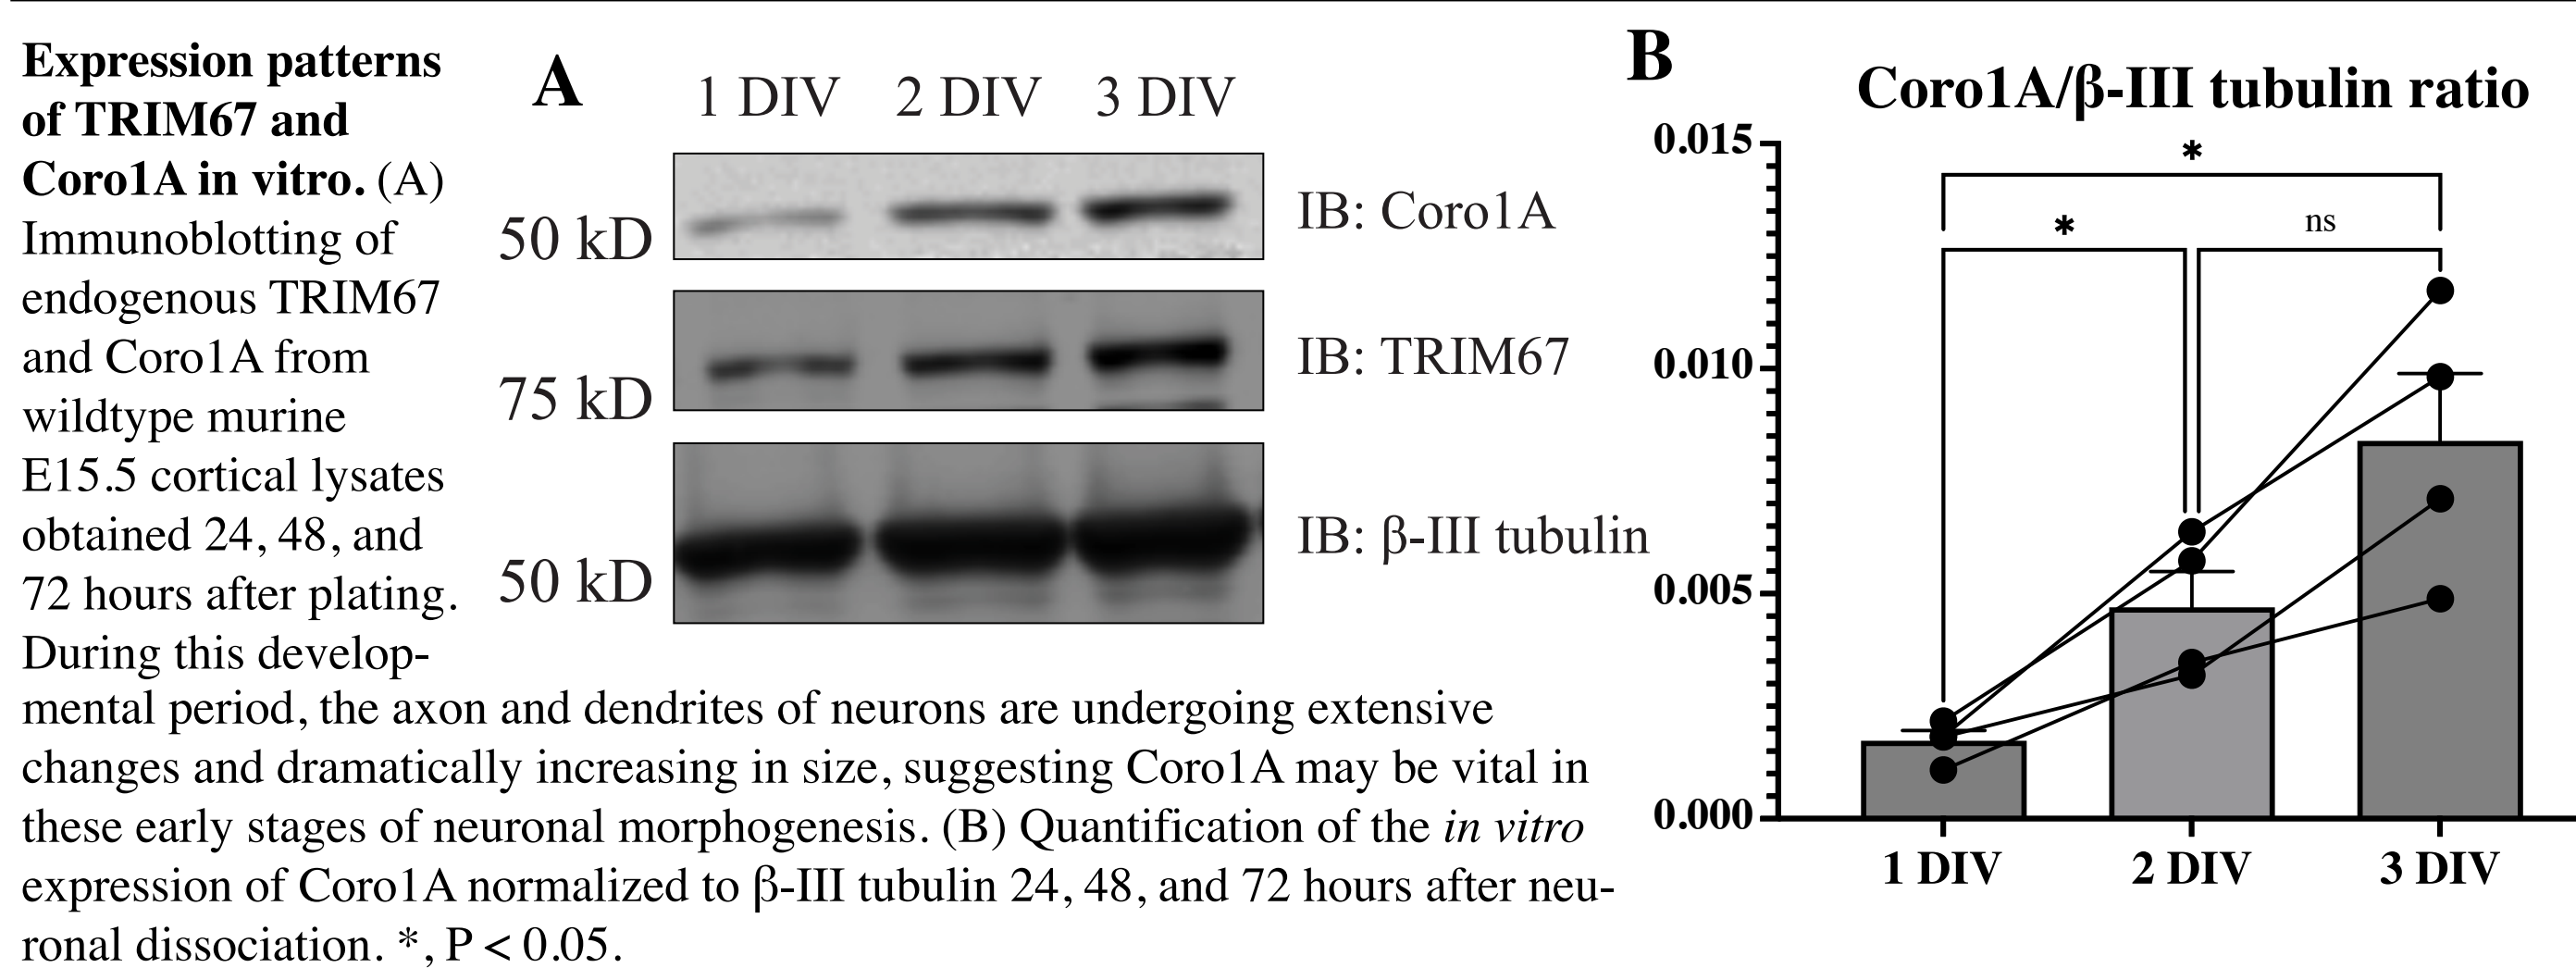 Expression patterns
of TRIM67 and
Coro1A in vitro. (A)
Immunoblotting of
endogenous TRIM67
and Coro1A from
wildtype murine
E15.5 cortical lysates
obtained 24, 48, and
72 hours after plating.
During this develop-
mental period, the axon and dendrites of neurons are undergoing extensive
changes and dramatically increasing in size, suggesting Coro1A may be vital in
these early stages of neuronal morphogenesis. (B) Quantification of the in vitro
expression of Coro1A normalized to β-III tubulin 24, 48, and 72 hours after neu-
ronal dissociation. *, P < 0.05.
A
1 DIV 2 DIV 3 DIV
50 kD IB: Coro1A
75 kD IB: TRIM67
50 kD IB: β-III tubulin
B
Coro1A/β-III tubulin ratio
0.015
*
* ns
0.010
0.005
0.000
1 DIV 2 DIV 3 DIV